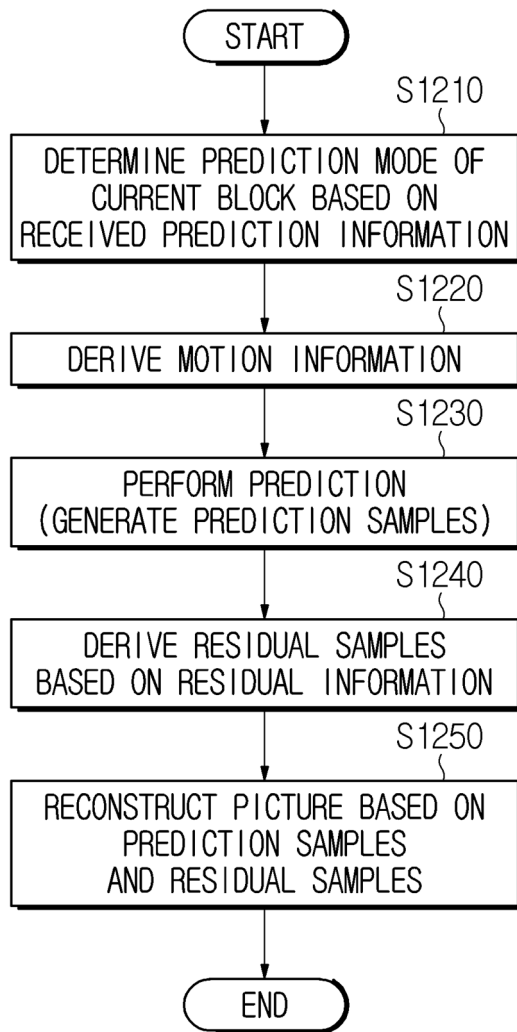 START
S1210
DETERMINE PREDICTION MODE OF
CURRENT BLOCK BASED ON
RECEIVED PREDICTION INFORMATION
S1220
DERIVE MOTION INFORMATION
S1230
PERFORM PREDICTION
(GENERATE PREDICTION SAMPLES)
S1240
DERIVE RESIDUAL SAMPLES
BASED ON RESIDUAL INFORMATION
S1250
RECONSTRUCT PICTURE BASED ON
PREDICTION SAMPLES
AND RESIDUAL SAMPLES
END